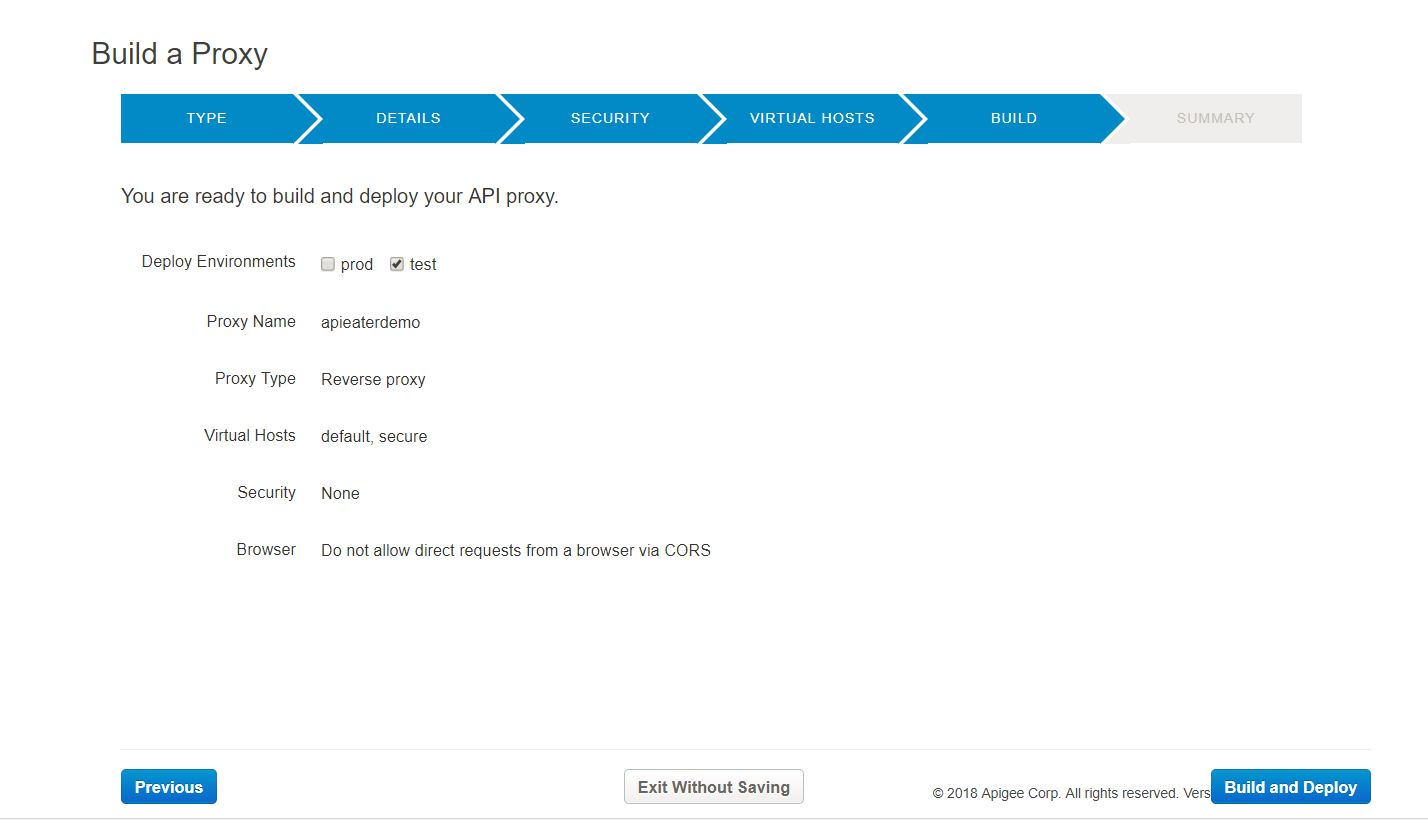 Build a Proxy
TYPE DETAILS SECURITY VIRTUAL HOSTS BUILD SUMMARY
You are ready to build and deploy your API proxy.
Deploy Environments prod test
Proxy Name apieaterdemo
Proxy Type Reverse proxy
Virtual Hosts default, secure
Security None
Browser Do not allow direct requests from a browser via CORS
Previous Exit Without Saving © 2018 Apigee Corp. All rights reserved. Vers Build and Deploy